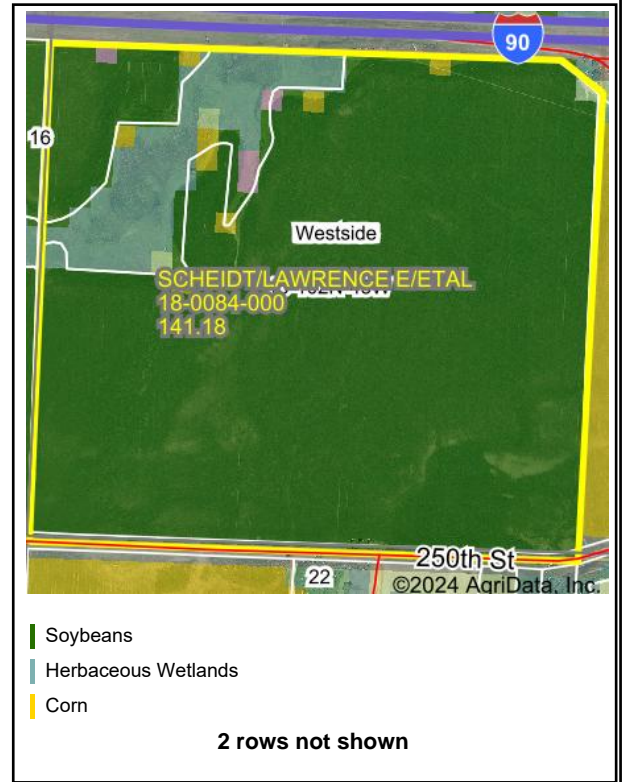 90
16
Westside
SCHEIDT/LAWRENCE E/ETAL
18-0084-000
141.18
250th St
22
©2024 AgriData, Inc.
Soybeans
Herbaceous Wetlands
Corn
2 rows not shown